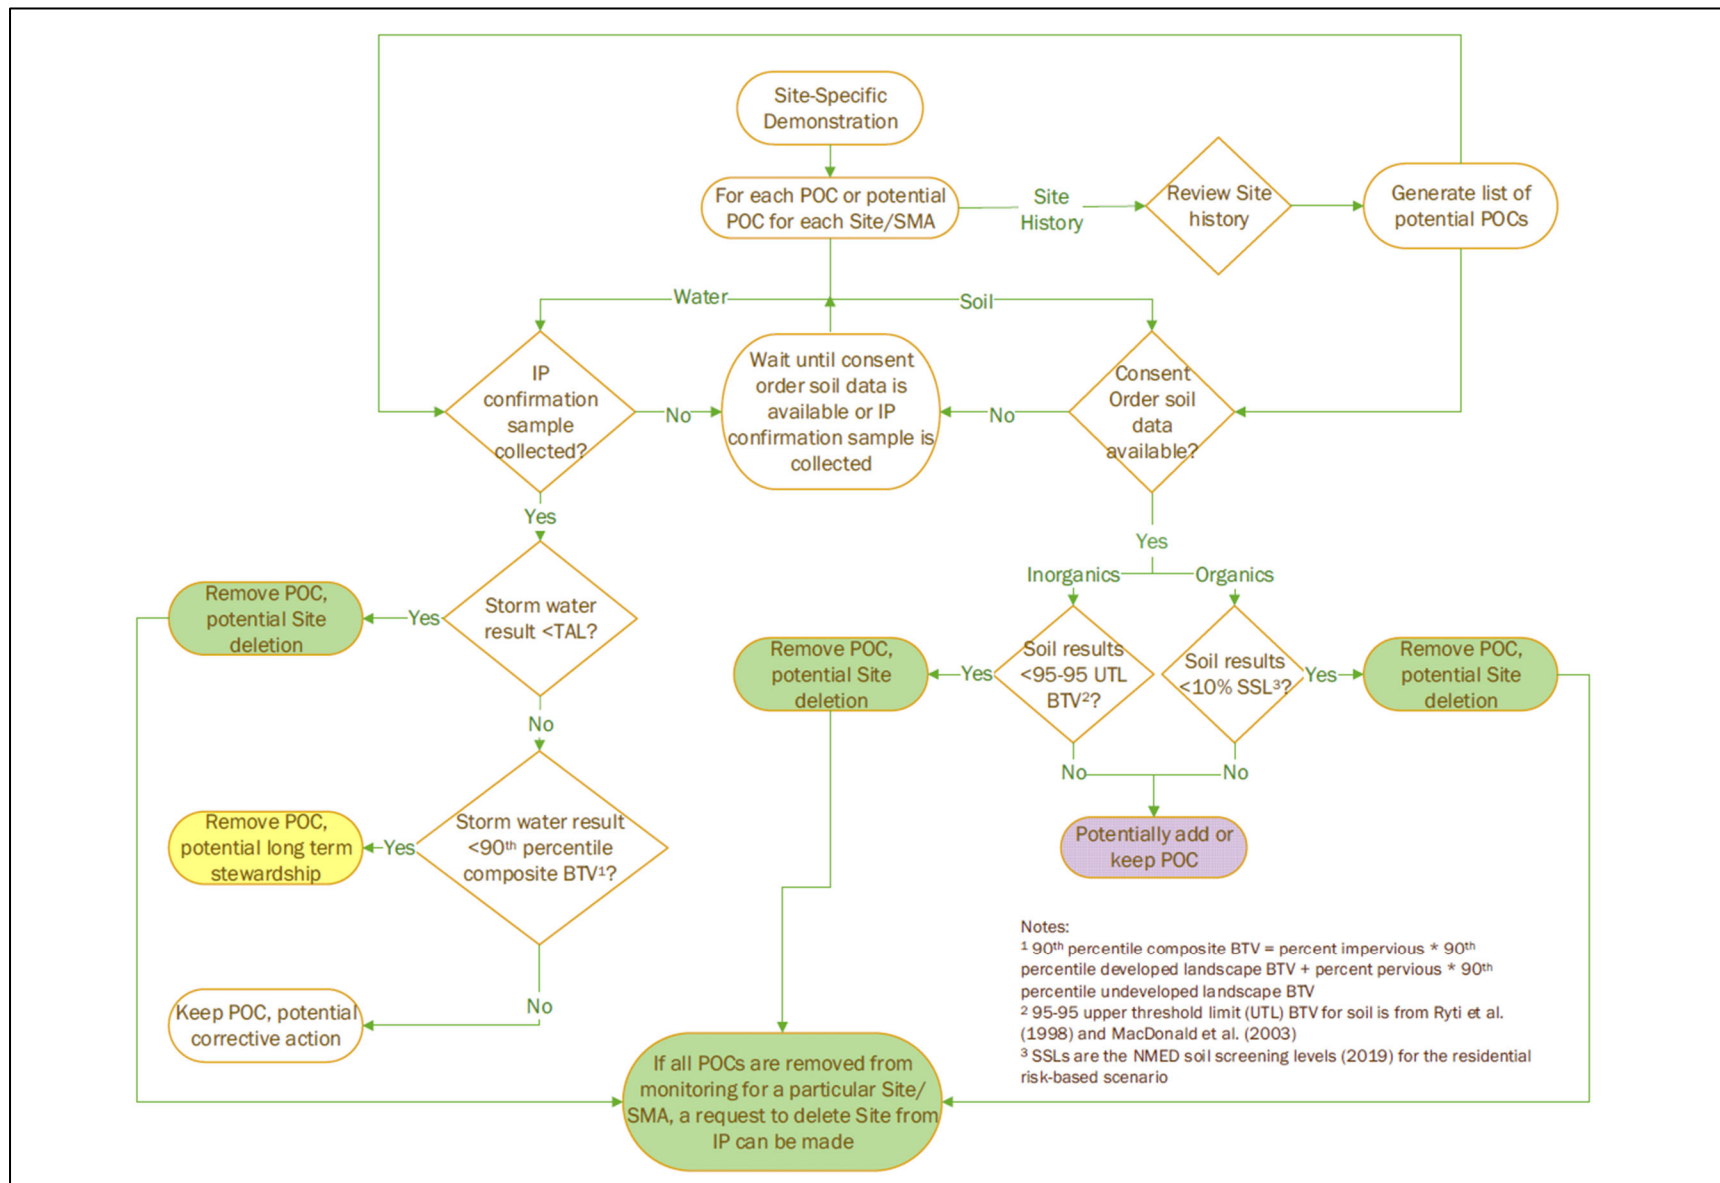 Site-Specific
Demonstration
For each POC or potential
POC for each Site/SMA
Site
History
Review Site
history
Generate list of
potential POCs
Water
Soil
IP
confirmation
sample
collected?
No
Wait until consent
order soil data is
available or IP
confirmation sample is
collected
No
Consent
Order soil
data
available?
Yes
Yes
Inorganics
Organics
Remove POC,
potential Site
deletion
Yes
Storm water
result <TAL?
Remove POC,
potential Site
deletion
Yes
Soil results
<95-95 UTL
BTV²?
Soil results
<10% SSL³?
Yes
Remove POC,
potential Site
deletion
No
No
No
Remove POC,
potential long term
stewardship
Yes
Storm water result
<90th percentile
composite BTV¹?
Potentially add or
keep POC
No
Keep POC, potential
corrective action
Notes:
¹ 90th percentile composite BTV = percent impervious * 90th
percentile developed landscape BTV + percent pervious * 90th
percentile undeveloped landscape BTV
² 95-95 upper threshold limit (UTL) BTV for soil is from Ryti et al.
(1998) and MacDonald et al. (2003)
³ SSLs are the NMED soil screening levels (2019) for the residential
risk-based scenario
If all POCs are removed from
monitoring for a particular Site/
SMA, a request to delete Site from
IP can be made